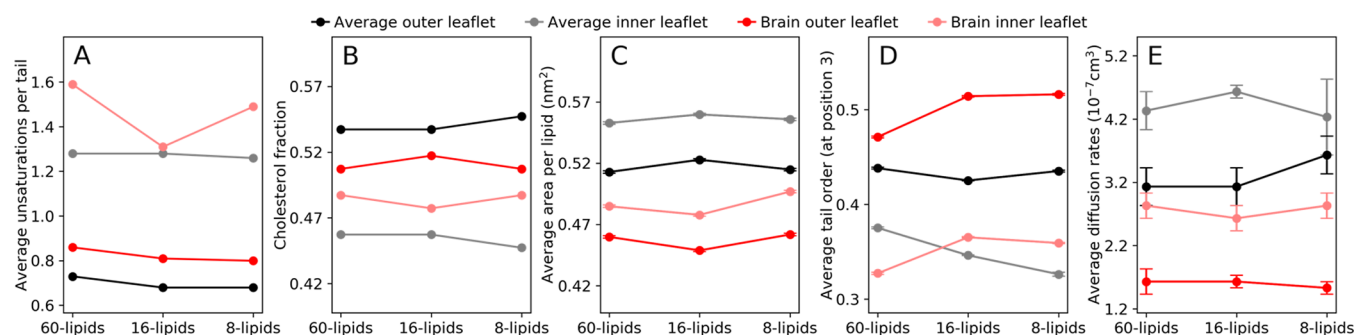 Average outer leaflet Average inner leaflet Brain outer leaflet Brain inner leaflet
A
Average unsaturations per tail
1.6
1.4
1.2
1.0
0.8
0.6
60-lipids 16-lipids 8-lipids
B
Cholesterol fraction
0.57
0.52
0.47
0.42
60-lipids 16-lipids 8-lipids
C
Average area per lipid (nm²)
0.57
0.52
0.47
0.42
60-lipids 16-lipids 8-lipids
D
Average tail order (at position 3)
0.5
0.4
0.3
60-lipids 16-lipids 8-lipids
E
Average diffusion rates (10⁻⁷cm³)
5.2
4.2
3.2
2.2
1.2
60-lipids 16-lipids 8-lipids